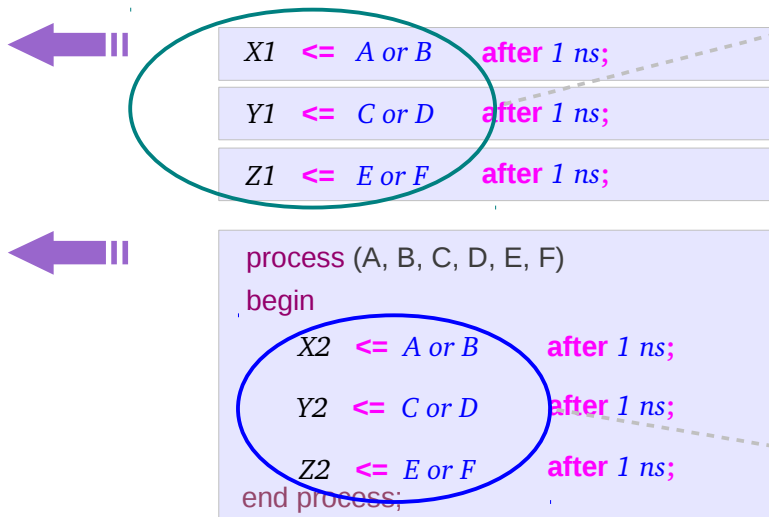 X1 <= A or B after 1 ns;
Y1 <= C or D after 1 ns;
Z1 <= E or F after 1 ns;
process (A, B, C, D, E, F)
begin
X2 <= A or B after 1 ns;
Y2 <= C or D after 1 ns;
Z2 <= E or F after 1 ns;
end process;